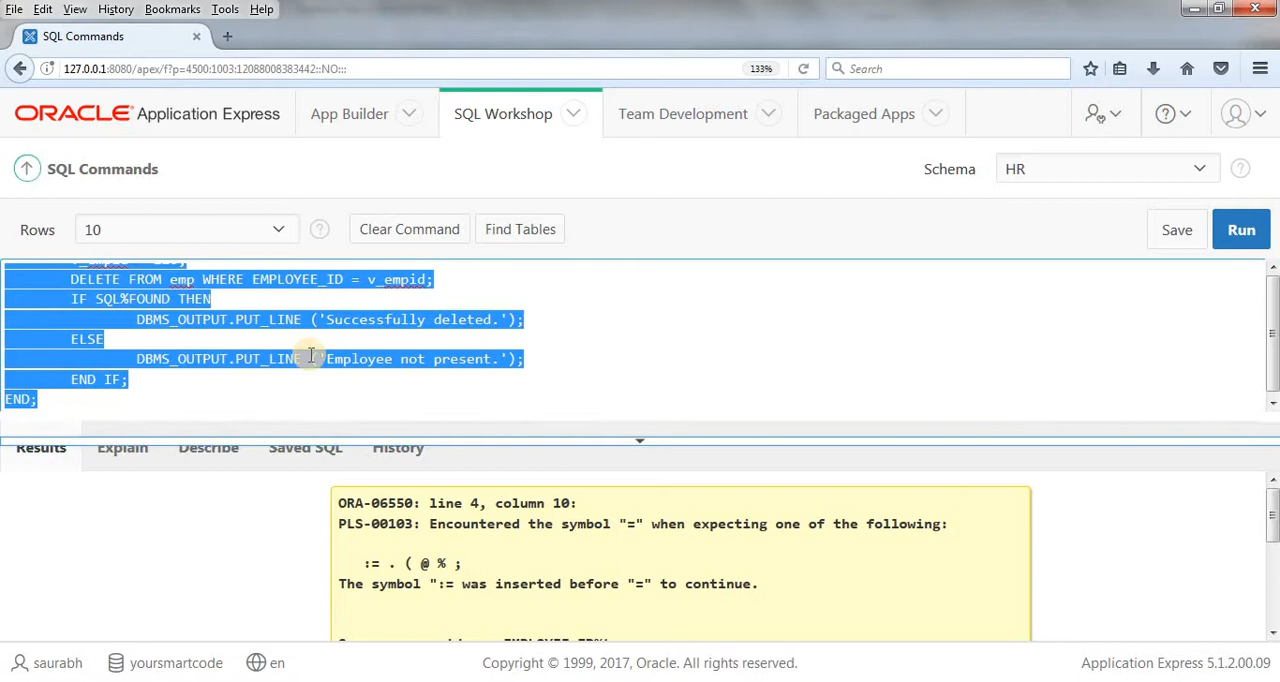 File Edit View History Bookmarks Tools Help
SQL Commands
127.0.0.1:8080/apex/f?p=4500:1003:12088008383442::NO:::
133%
Search
ORACLE Application Express
App Builder
SQL Workshop
Team Development
Packaged Apps
SQL Commands
Schema
HR
Rows
10
Clear Command
Find Tables
Save
Run
DELETE FROM emp WHERE EMPLOYEE_ID = v_empid;
IF SQL%FOUND THEN
DBMS_OUTPUT.PUT_LINE ('Successfully deleted.');
ELSE
DBMS_OUTPUT.PUT_LINE ('Employee not present.');
END IF;
END;
Results Explain Describe Saved SQL History
ORA-06550: line 4, column 10:
PLS-00103: Encountered the symbol "=" when expecting one of the following:
:= . ( @ % ;
The symbol ":= was inserted before "=" to continue.
saurabh
yoursmartcode
en
Copyright © 1999, 2017, Oracle. All rights reserved.
Application Express 5.1.2.00.09